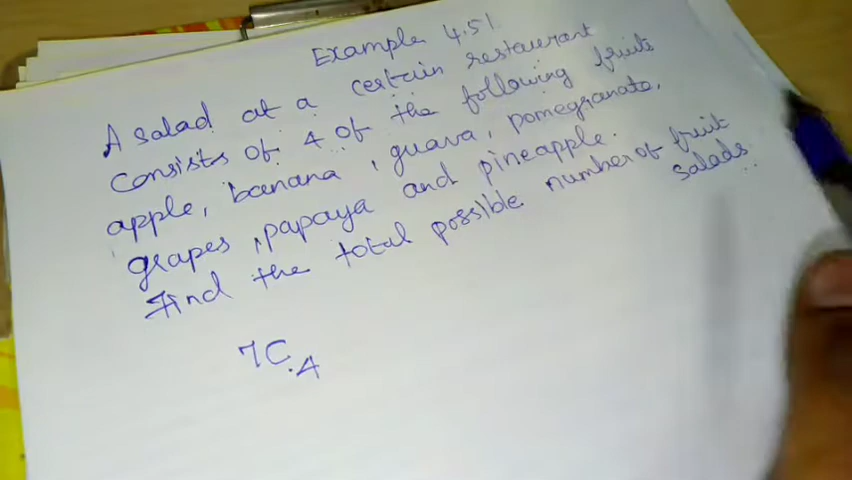 Example 4.51
A salad at a certain restaurant
consists of 4 of the following fruits
apple, banana, guava, pomegranate,
grapes, papaya and pineapple.
Find the total possible number of fruit
salads.
7C4